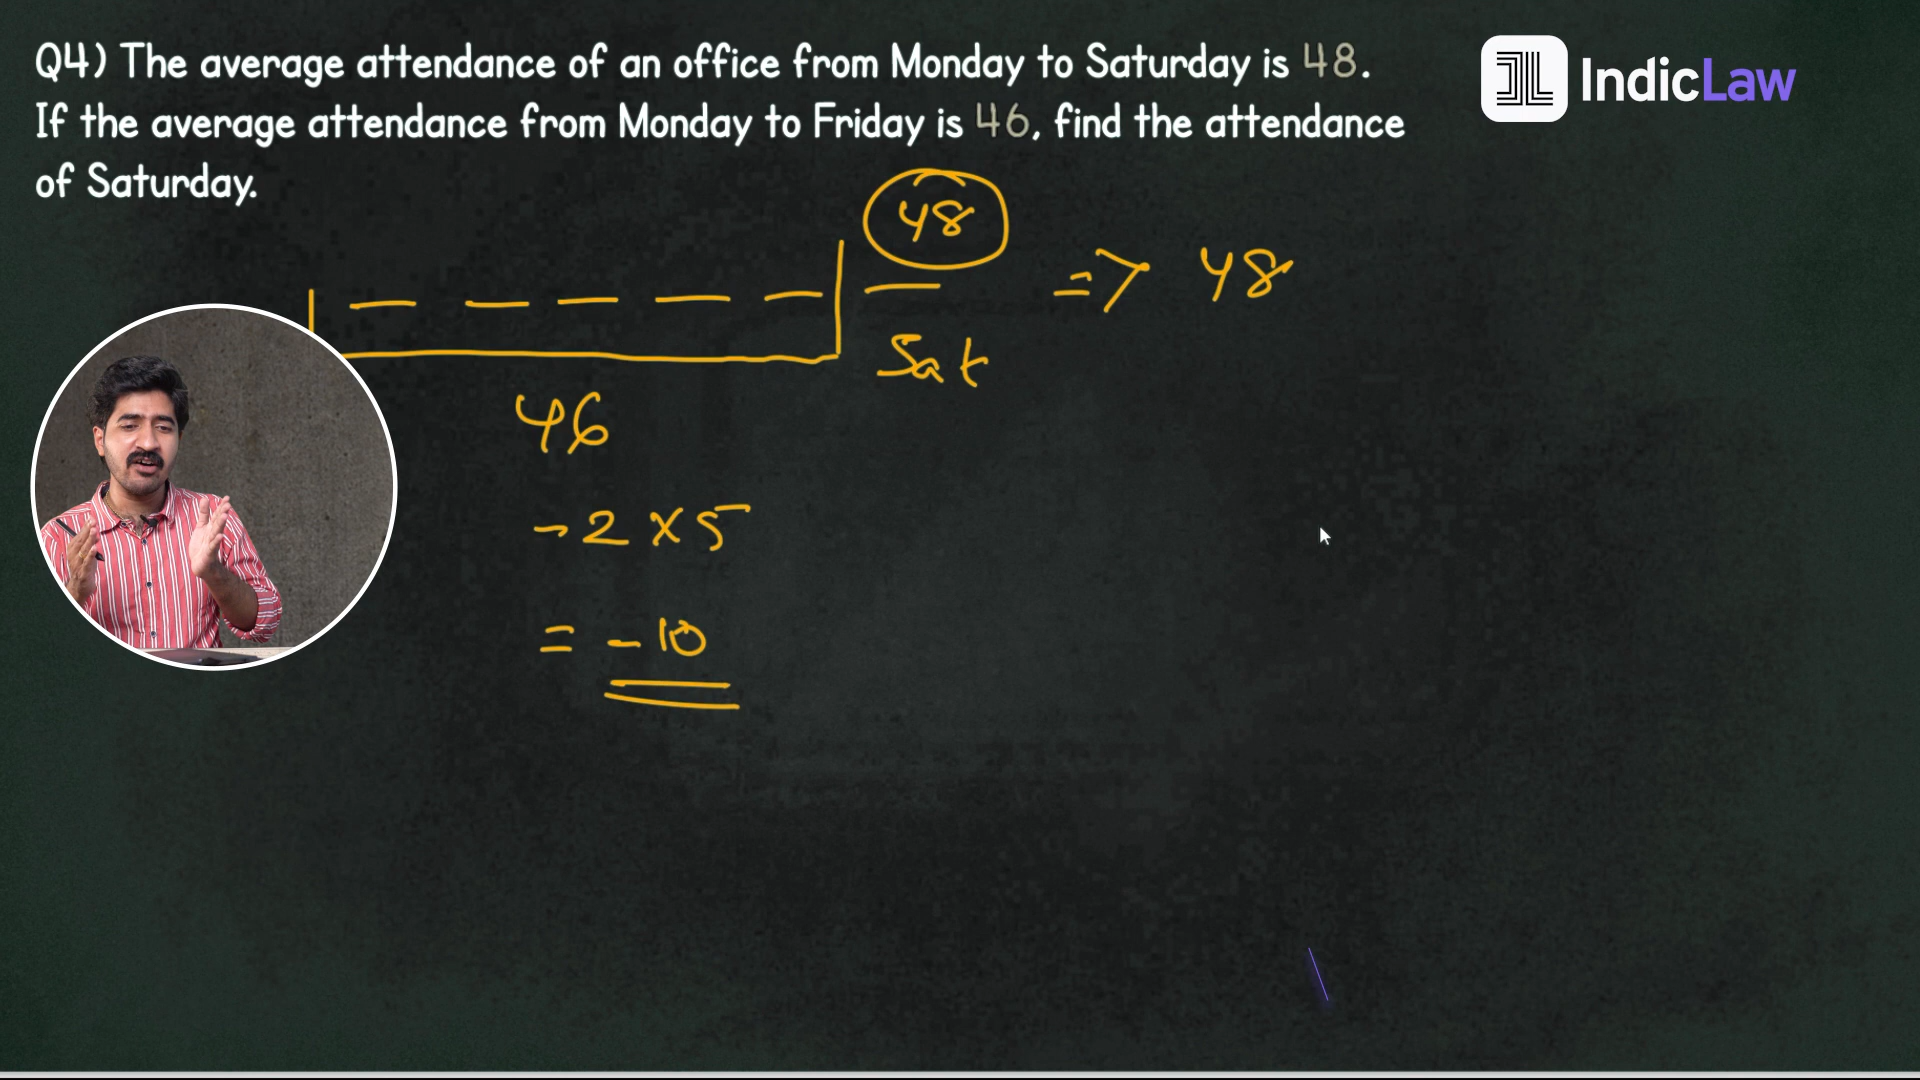 Q4) The average attendance of an office from Monday to Saturday is 48.
If the average attendance from Monday to Friday is 46, find the attendance
of Saturday.
IndicLaw
48
=> 48
Sat
46
-2 x 5
= -10